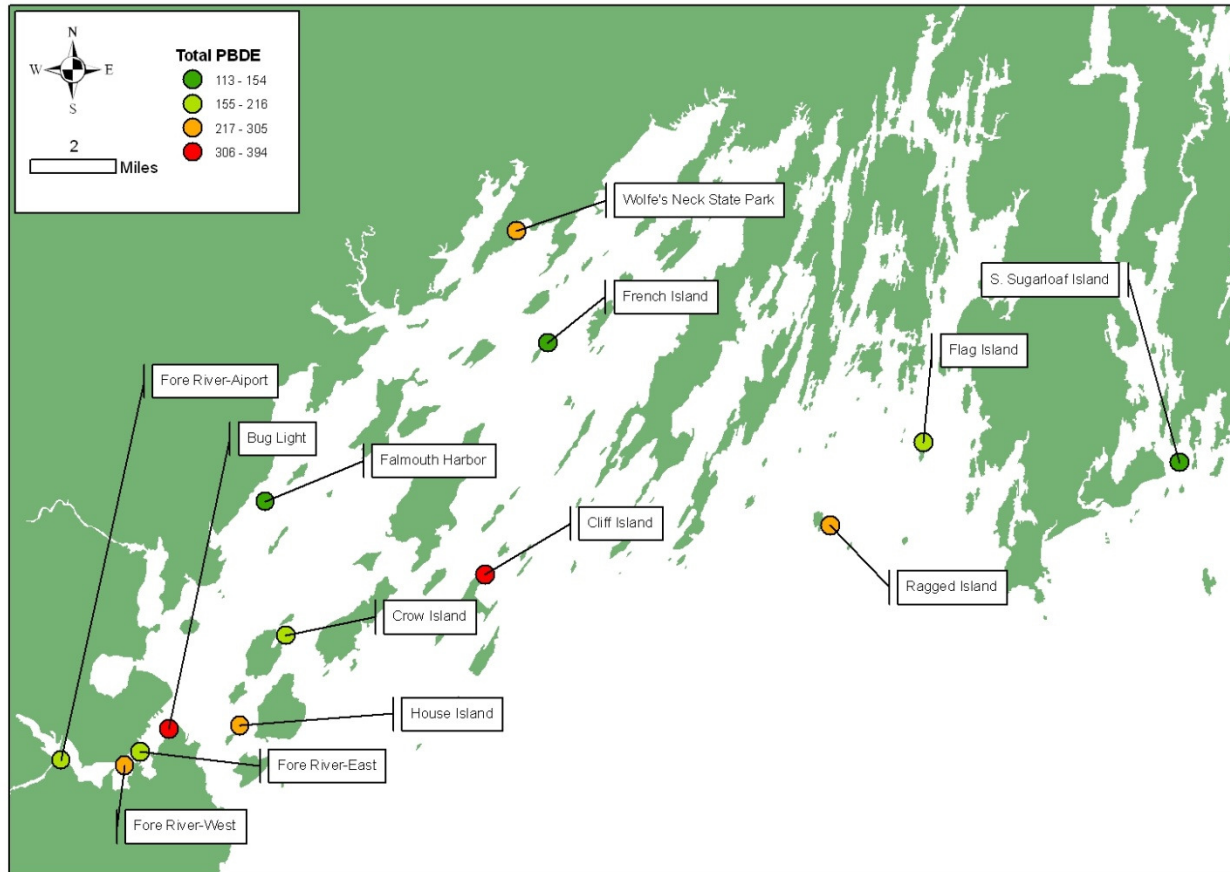 N
W
E
S
2
Miles
Total PBDE
113 - 154
155 - 216
217 - 305
306 - 394
Wolfe's Neck State Park
S. Sugarloaf Island
French Island
Flag Island
Fore River-Aiport
Bug Light
Falmouth Harbor
Cliff Island
Ragged Island
Crow Island
House Island
Fore River-East
Fore River-West